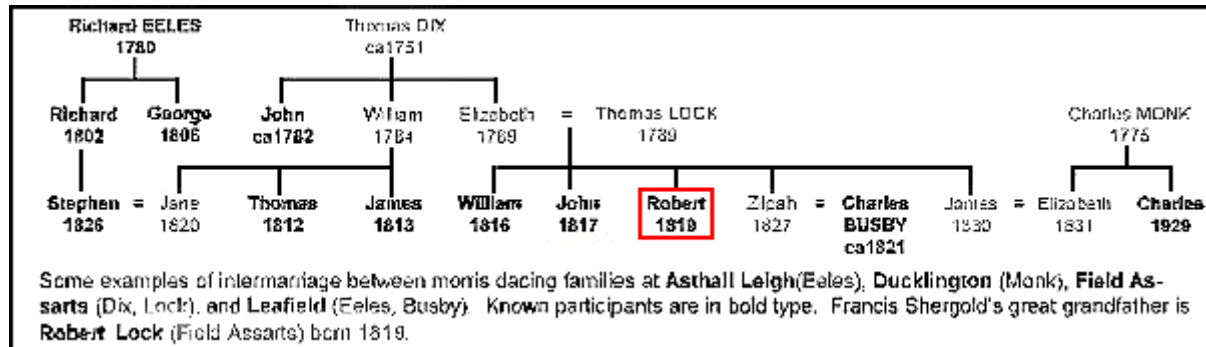 Richard EELES Thomas DIX
1780 ca1751
Richard George John William Elizabeth = Thomas LOCK Charles MONK
1802 1806 ca1782 1784 1789 1789 1775
Stephen = Jane Thomas James William John Robert Zipah = Charles James = Elizabeth Charles
1826 1820 1812 1813 1816 1817 1819 1827 BUSBY 1830 1831 1929
ca1821
Some examples of intermarriage between morris dacing families at Asthall Leigh(Eeles), Ducklington (Monk), Field As-
sarts (Dix, Lock), and Leafield (Eeles, Busby). Known participants are in bold type. Francis Shergold's great grandfather is
Robert Lock (Field Assarts) born 1819.